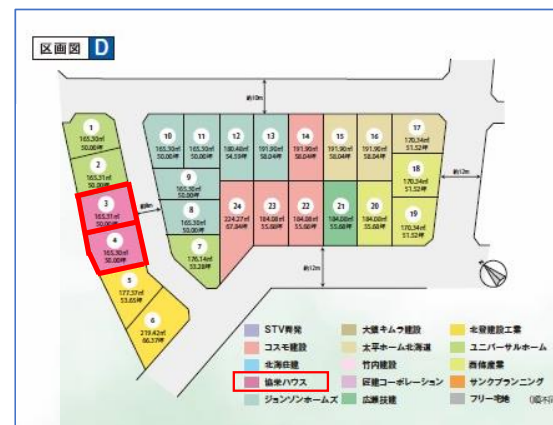 区画図 D
約10m
1
165.30㎡
50.00坪
2
165.31㎡
50.00坪
3
165.31㎡
50.00坪
4
165.30㎡
50.00坪
5
177.37㎡
53.65坪
6
219.42㎡
66.37坪
約8m
10
165.30㎡
50.00坪
11
165.30㎡
50.00坪
12
180.46㎡
54.59坪
13
191.90㎡
58.04坪
14
191.90㎡
58.04坪
15
191.90㎡
58.04坪
16
191.90㎡
58.04坪
17
170.34㎡
51.52坪
9
165.30㎡
50.00坪
18
170.34㎡
51.52坪
約12m
8
165.30㎡
50.00坪
24
224.27㎡
67.84坪
23
184.08㎡
55.68坪
22
184.08㎡
55.68坪
21
184.08㎡
55.68坪
20
184.08㎡
55.68坪
19
170.34㎡
51.52坪
7
176.14㎡
53.28坪
約12m
STV興発
大鎮キムラ建設
北登建設工業
コスモ建設
太平ホーム北海道
ユニバーサルホーム
北海住建
竹内建設
西條産業
協栄ハウス
匠建コーポレーション
サンクプランニング
ジョンソンホームズ
広瀬技建
フリー宅地